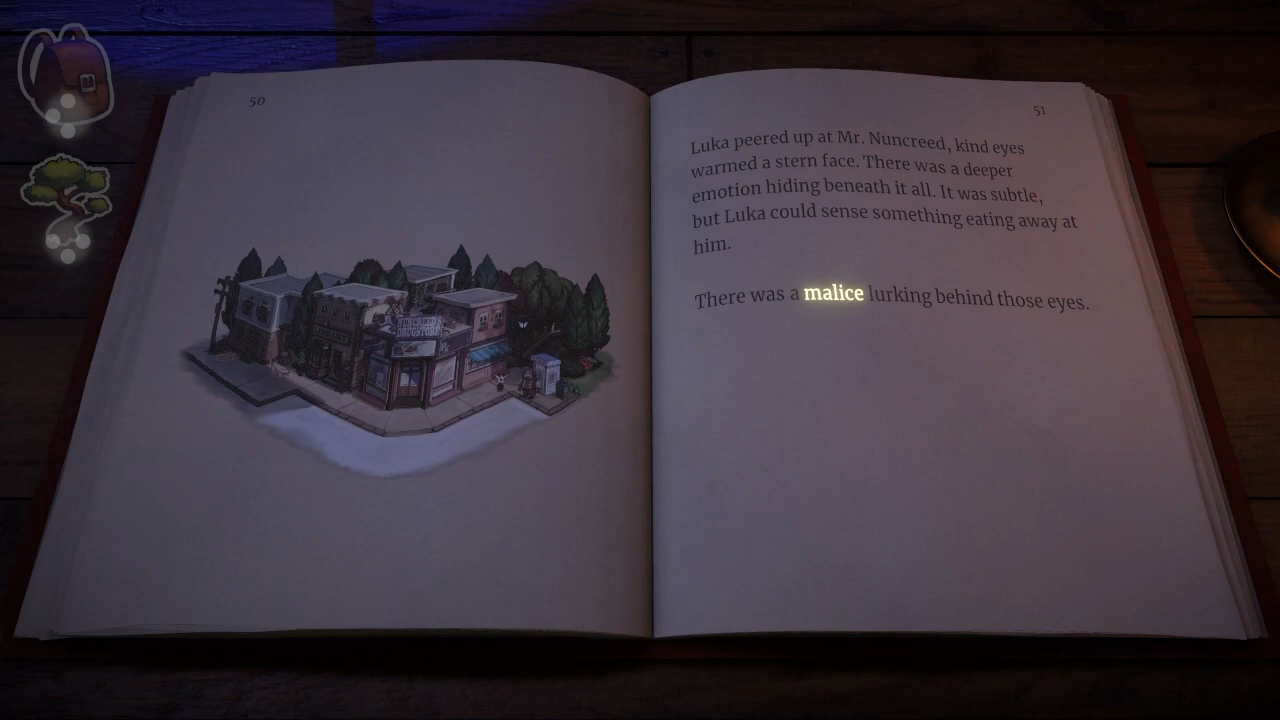 50
51
Luka peered up at Mr. Nuncreed, kind eyes
warmed a stern face. There was a deeper
emotion hiding beneath it all. It was subtle,
but Luka could sense something eating away at
him.
There was a malice lurking behind those eyes.